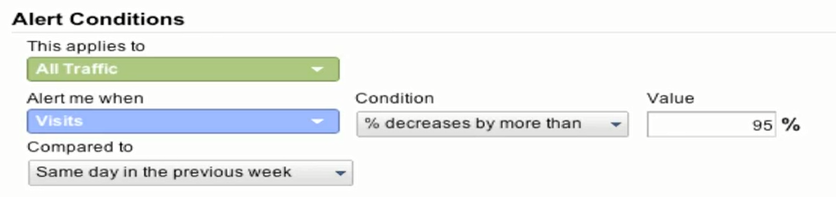 Alert Conditions
This applies to
All Traffic
Alert me when Condition Value
Visits % decreases by more than 95 %
Compared to
Same day in the previous week